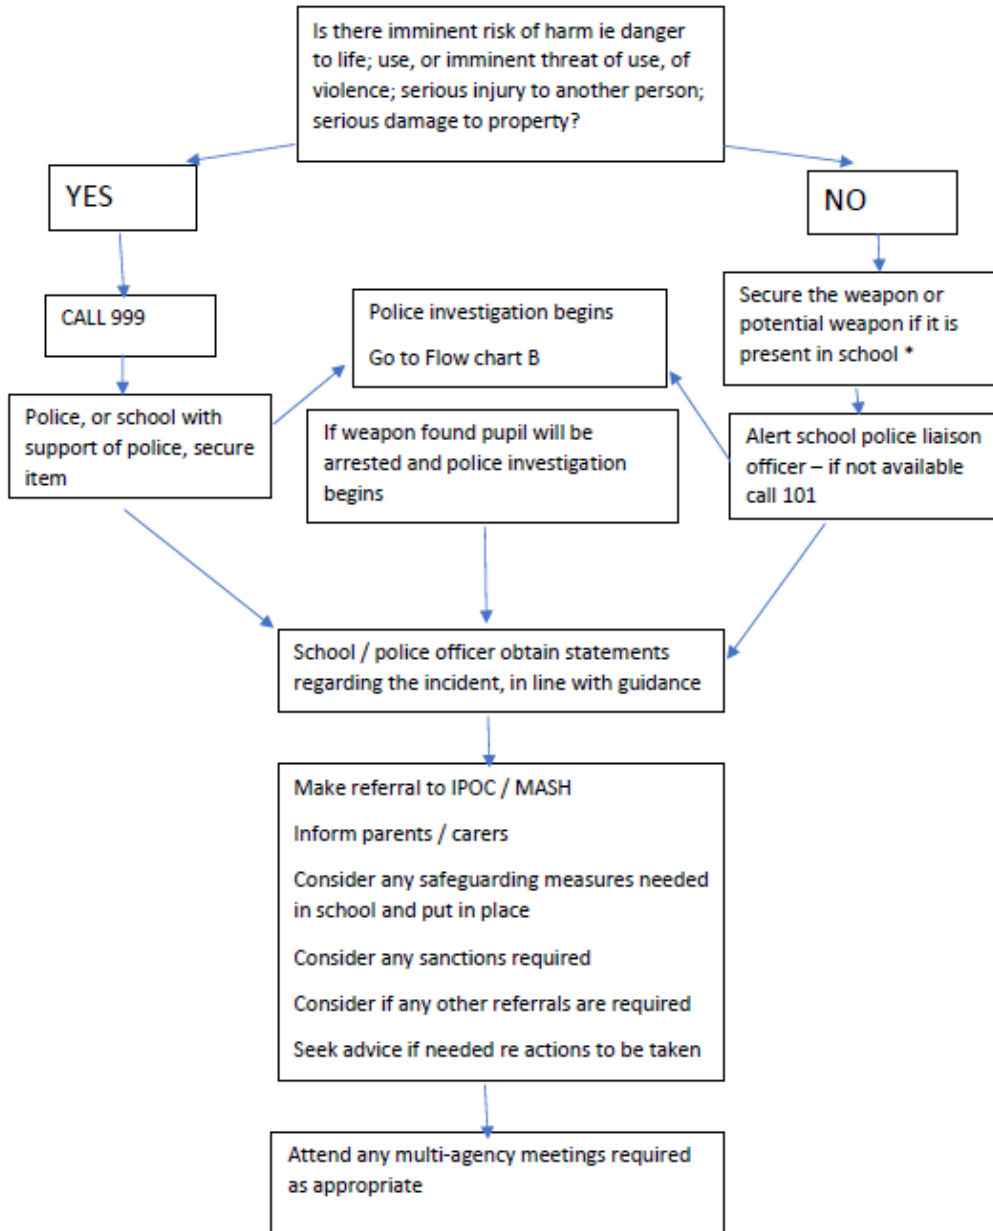 Is there imminent risk of harm ie danger
to life; use, or imminent threat of use, of
violence; serious injury to another person;
serious damage to property?
YES
NO
CALL 999
Police investigation begins
Go to Flow chart B
Secure the weapon or
potential weapon if it is
present in school *
Police, or school with
support of police, secure
item
If weapon found pupil will be
arrested and police investigation
begins
Alert school police liaison
officer – if not available
call 101
School / police officer obtain statements
regarding the incident, in line with guidance
Make referral to IPOC / MASH
Inform parents / carers
Consider any safeguarding measures needed
in school and put in place
Consider any sanctions required
Consider if any other referrals are required
Seek advice if needed re actions to be taken
Attend any multi-agency meetings required
as appropriate